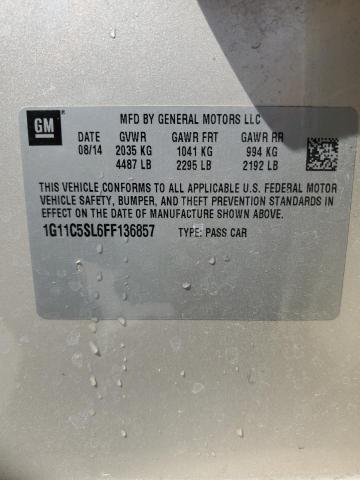 GM
MFD BY GENERAL MOTORS LLC
DATE GVWR GAWR FRT GAWR RR
08/14 2035 KG 1041 KG 994 KG
4487 LB 2295 LB 2192 LB
THIS VEHICLE CONFORMS TO ALL APPLICABLE U.S. FEDERAL MOTOR
VEHICLE SAFETY, BUMPER, AND THEFT PREVENTION STANDARDS IN
EFFECT ON THE DATE OF MANUFACTURE SHOWN ABOVE.
1G11C5SL6FF136857 TYPE: PASS CAR